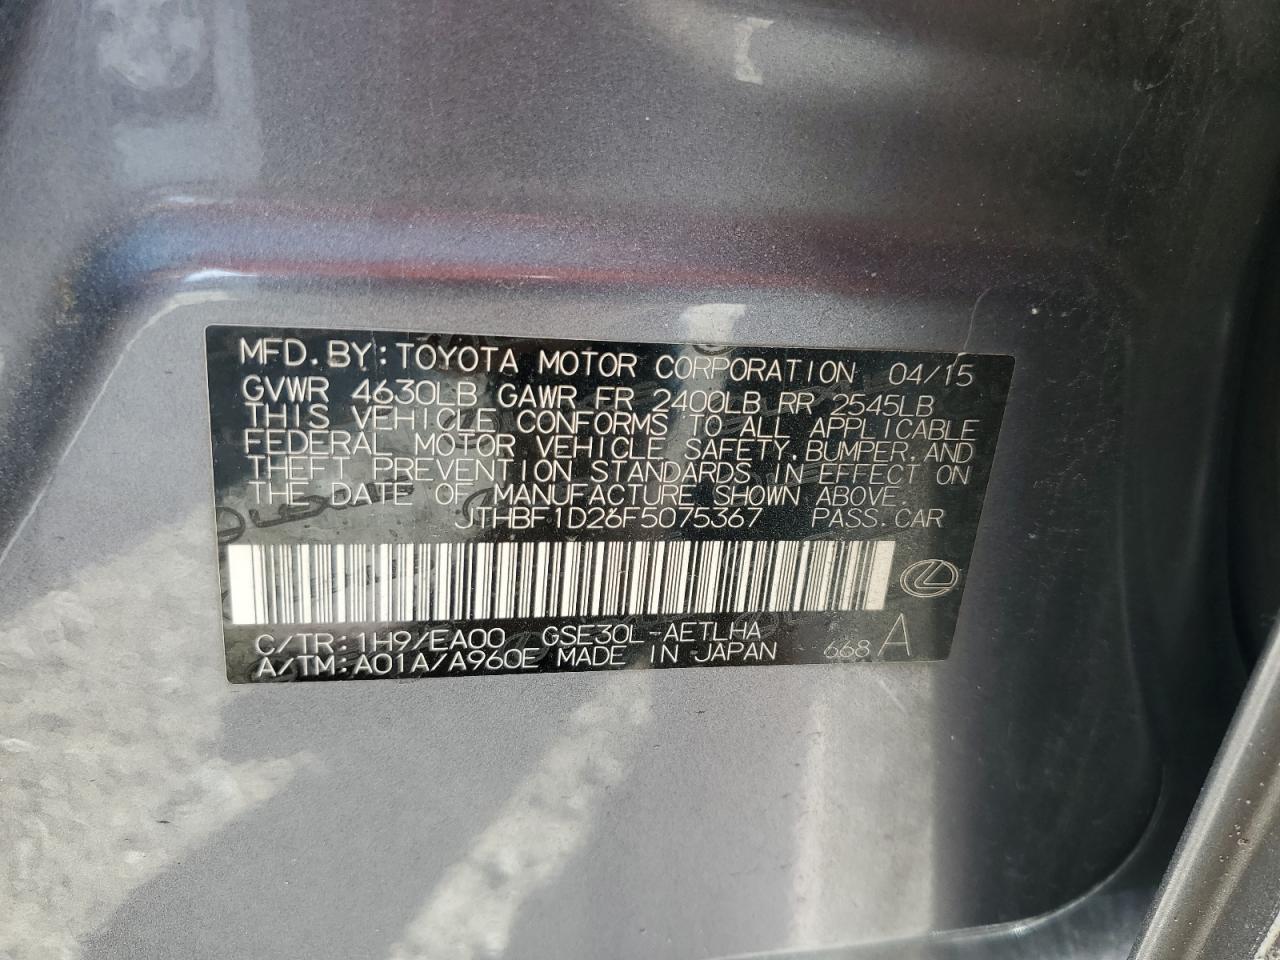 MFD.BY:TOYOTA MOTOR CORPORATION 04/15
GVWR 4630LB GAWR FR 2400LB RR 2545LB
THIS VEHICLE CONFORMS TO ALL APPLICABLE
FEDERAL MOTOR VEHICLE SAFETY,BUMPER,AND
THEFT PREVENTION STANDARDS IN EFFECT ON
THE DATE OF MANUFACTURE SHOWN ABOVE.
JTHBF1D26F5075367 PASS.CAR
C/TR:1H9/EA00 GSE30L-AETLHA
A/TM:A01A/A960E MADE IN JAPAN 668 A